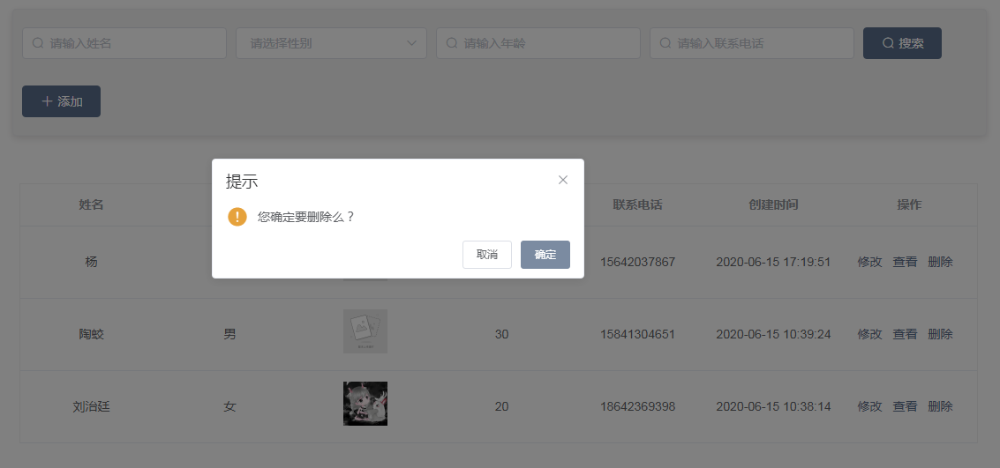 请输入姓名 请选择性别 请输入年龄 请输入联系电话 搜索
添加
提示
您确定要删除么？
取消 确定
姓名 联系电话 创建时间 操作
杨 15642037867 2020-06-15 17:19:51 修改 查看 删除
陶蛟 男 30 15841304651 2020-06-15 10:39:24 修改 查看 删除
刘治廷 女 20 18642369398 2020-06-15 10:38:14 修改 查看 删除